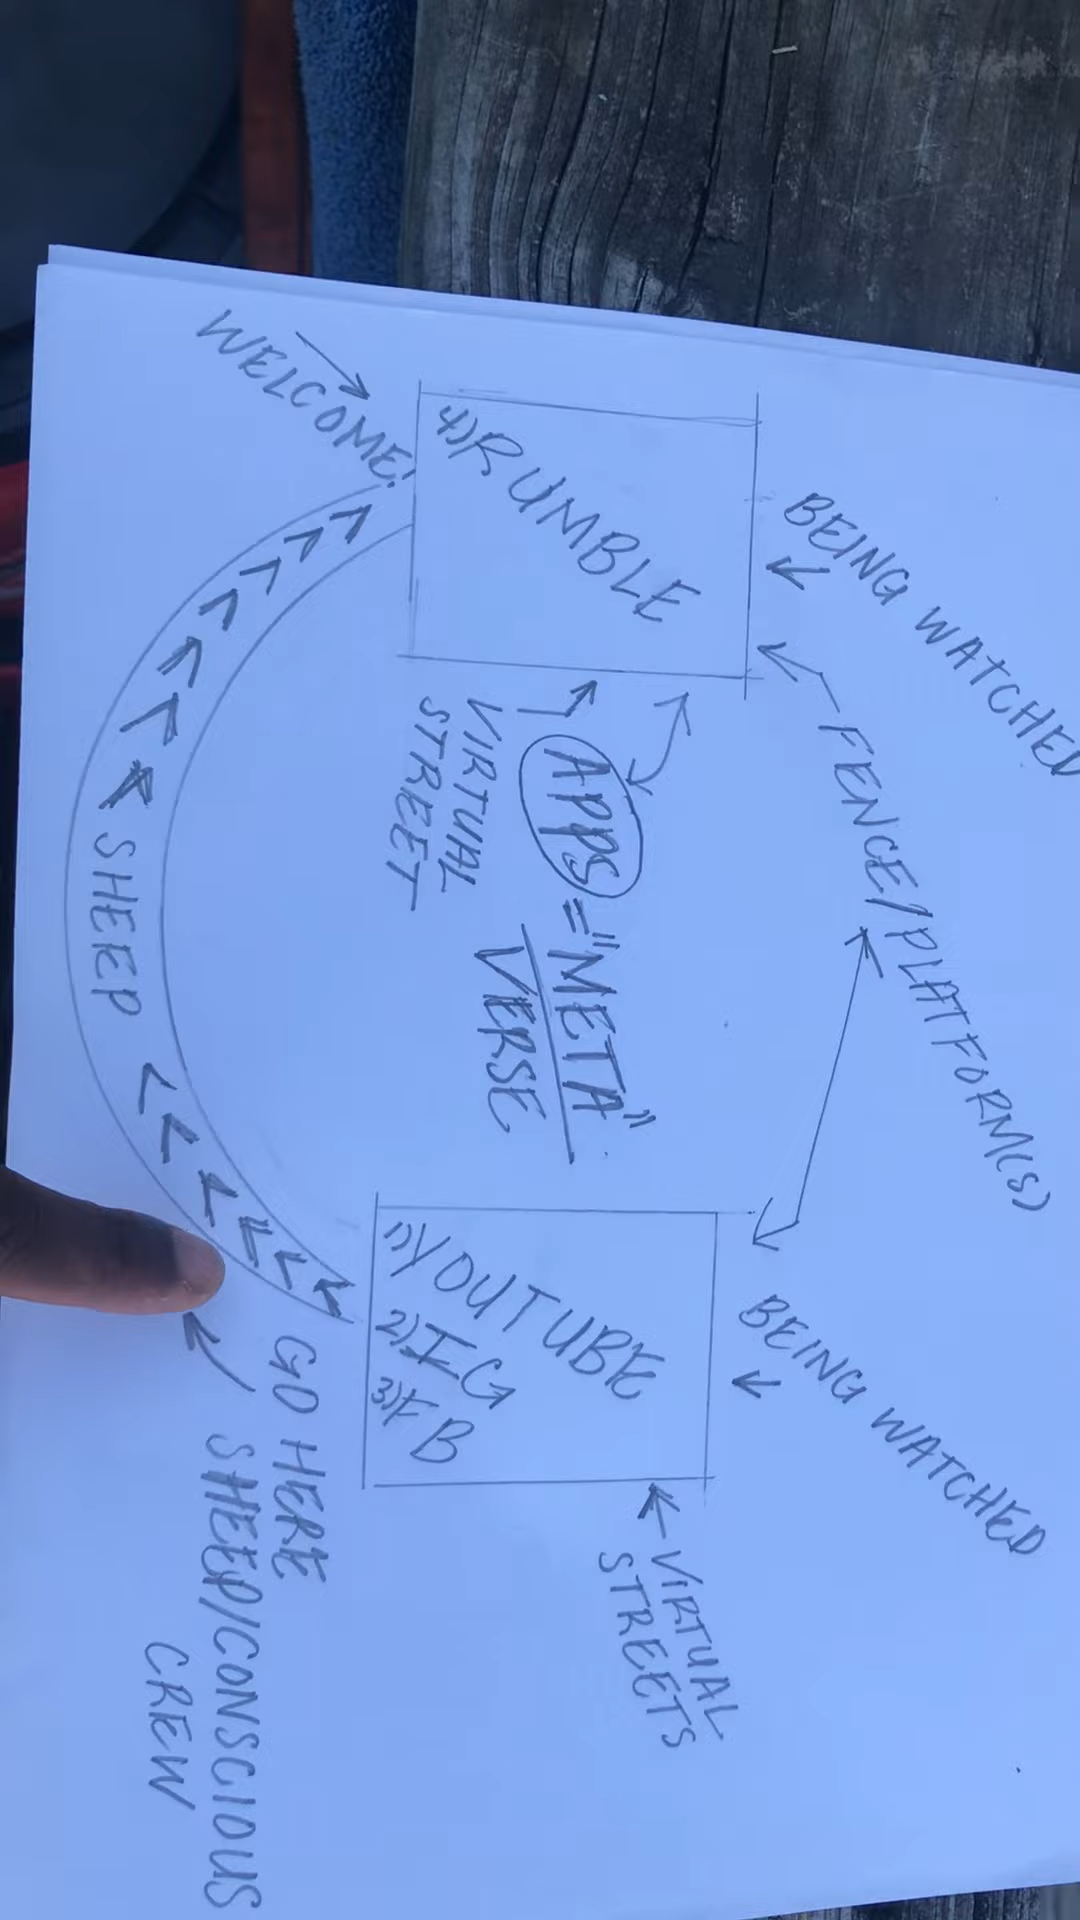 BEING WATCHED
BEING WATCHED
FENCE/PLATFORM(S)
4) RUMBLE
APPS = "META"
VERSE
VIRTUAL
STREET
1) YOUTUBE
2) IG
3) FB
VIRTUAL
STREETS
WELCOME!
SHEEP
GO HERE
SHEEP/CONSCIOUS
CREW